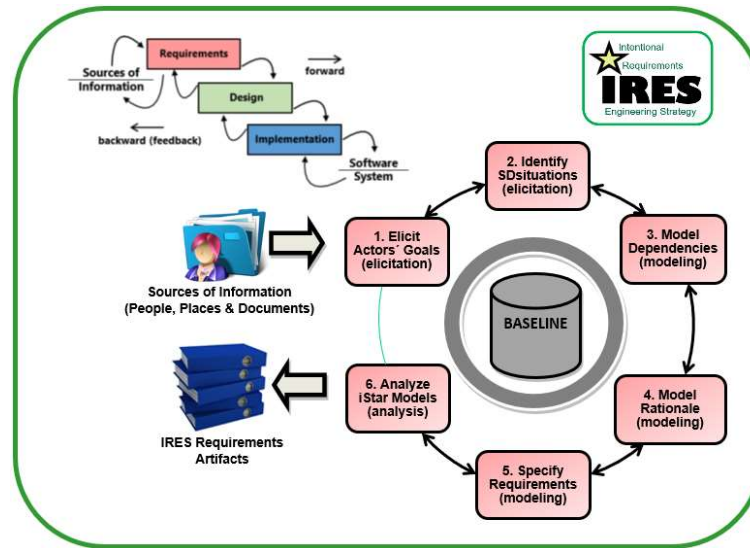 Requirements
Sources of
Information
forward
Design
backward (feedback)
Implementation
Software
System
Intentional
Requirements
IRES
Engineering Strategy
2. Identify
SDsituations
(elicitation)
1. Elicit
Actors´ Goals
(elicitation)
3. Model
Dependencies
(modeling)
Sources of Information
(People, Places & Documents)
BASELINE
6. Analyze
iStar Models
(analysis)
4. Model
Rationale
(modeling)
IRES Requirements
Artifacts
5. Specify
Requirements
(modeling)